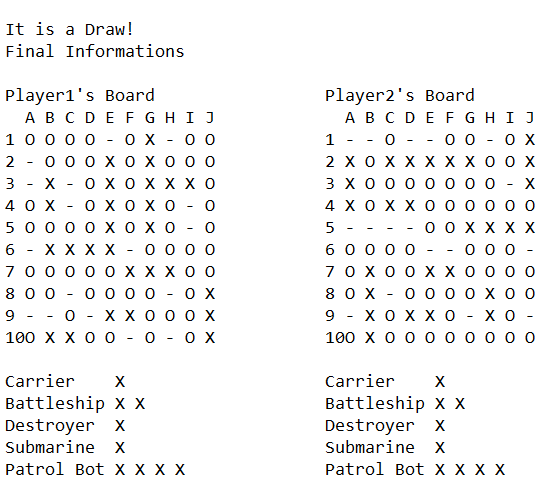 It is a Draw!
Final Informations
Player1's Board Player2's Board
A B C D E F G H I J A B C D E F G H I J
1 O O O O - O X - O O 1 - - O - - O O - O X
2 - O O O X O X O O O 2 X O X X X X X O O X
3 - X - O X O X X X O 3 X O O O O O O O - X
4 O X - O X O X O - O 4 X O X X O O O O O O
5 O O O O X O X O - O 5 - - - - O O X X X X
6 - X X X X - O O O O 6 O O O O - - O O O -
7 O O O O O X X X O O 7 O X O O X X O O O O
8 O O - O O O O - O X 8 O X - O O O O X O O
9 - - O - X X O O O X 9 - X O X X O - X O -
10O X X O O - O - O X 10O X O O O O O O O O
Carrier X Carrier X
Battleship X X Battleship X X
Destroyer X Destroyer X
Submarine X Submarine X
Patrol Bot X X X X Patrol Bot X X X X